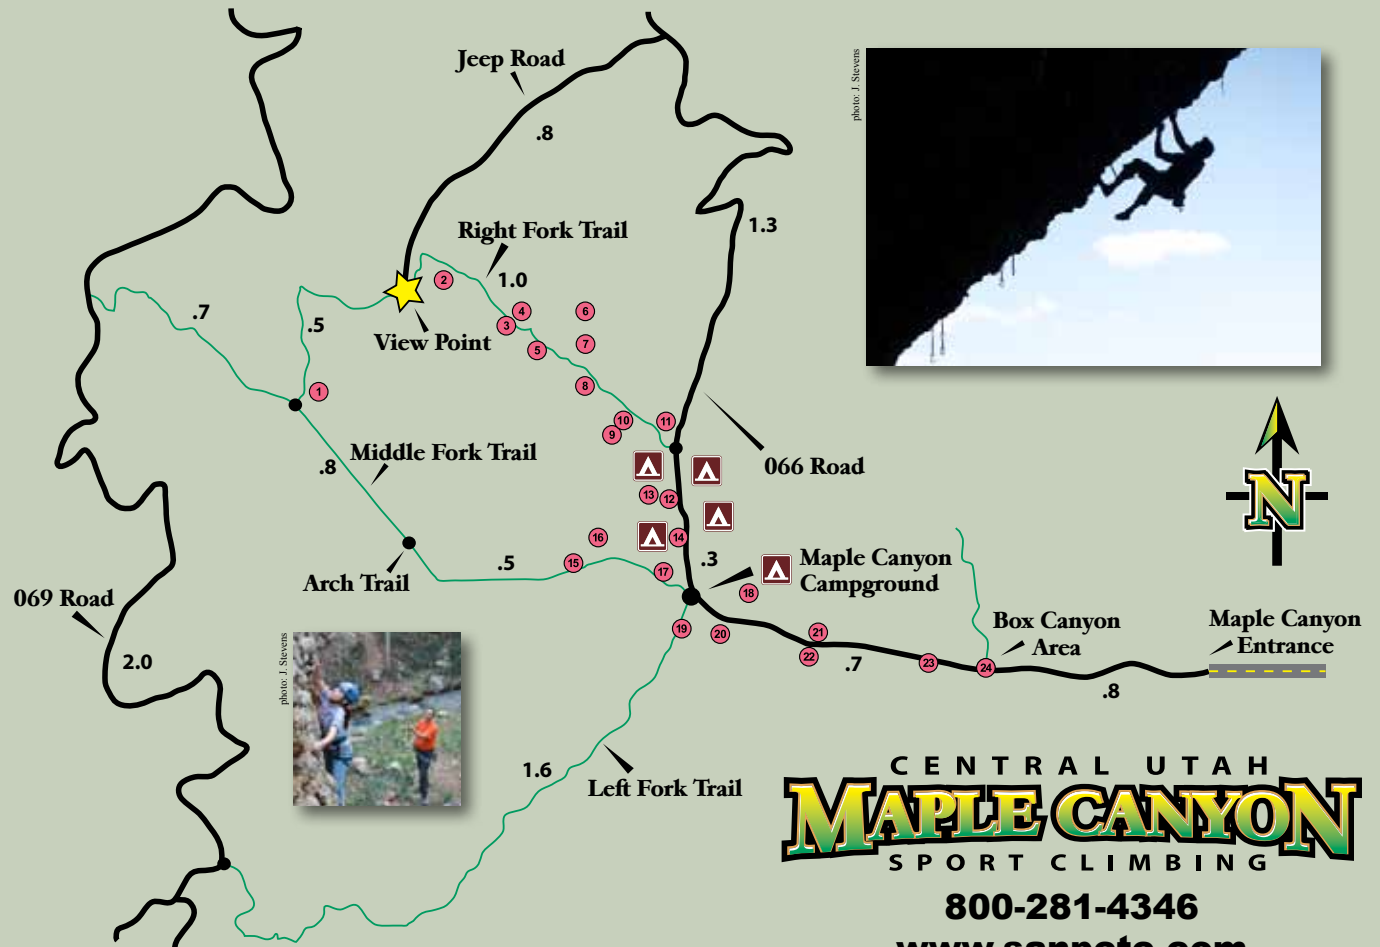 Jeep Road
.8
photo: J. Stevens
Right Fork Trail
1.3
1.0
2
.7
.5
4
6
3
View Point
7
5
8
1
10
11
9
Middle Fork Trail
.8
066 Road
13
12
N
16
14
.5
15
.3
Maple Canyon
Campground
17
Arch Trail
18
069 Road
Box Canyon
Area
Maple Canyon
Entrance
19
20
21
22
.7
23
24
.8
2.0
photo: J. Stevens
1.6
Left Fork Trail
CENTRAL UTAH
MAPLE CANYON
SPORT CLIMBING
800-281-4346
www.sanpete.com